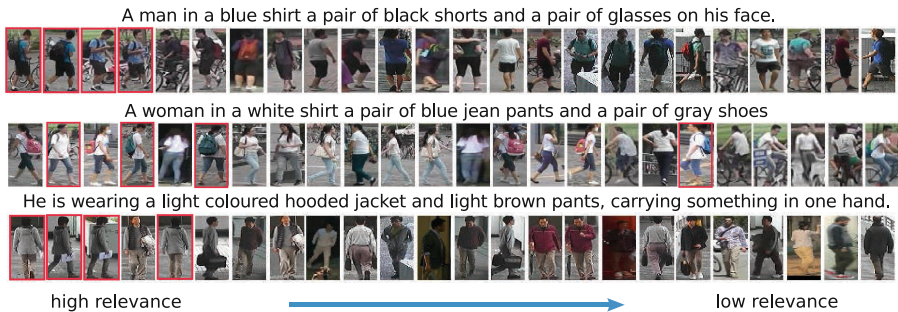 A man in a blue shirt a pair of black shorts and a pair of glasses on his face.
A woman in a white shirt a pair of blue jean pants and a pair of gray shoes
He is wearing a light coloured hooded jacket and light brown pants, carrying something in one hand.
high relevance low relevance